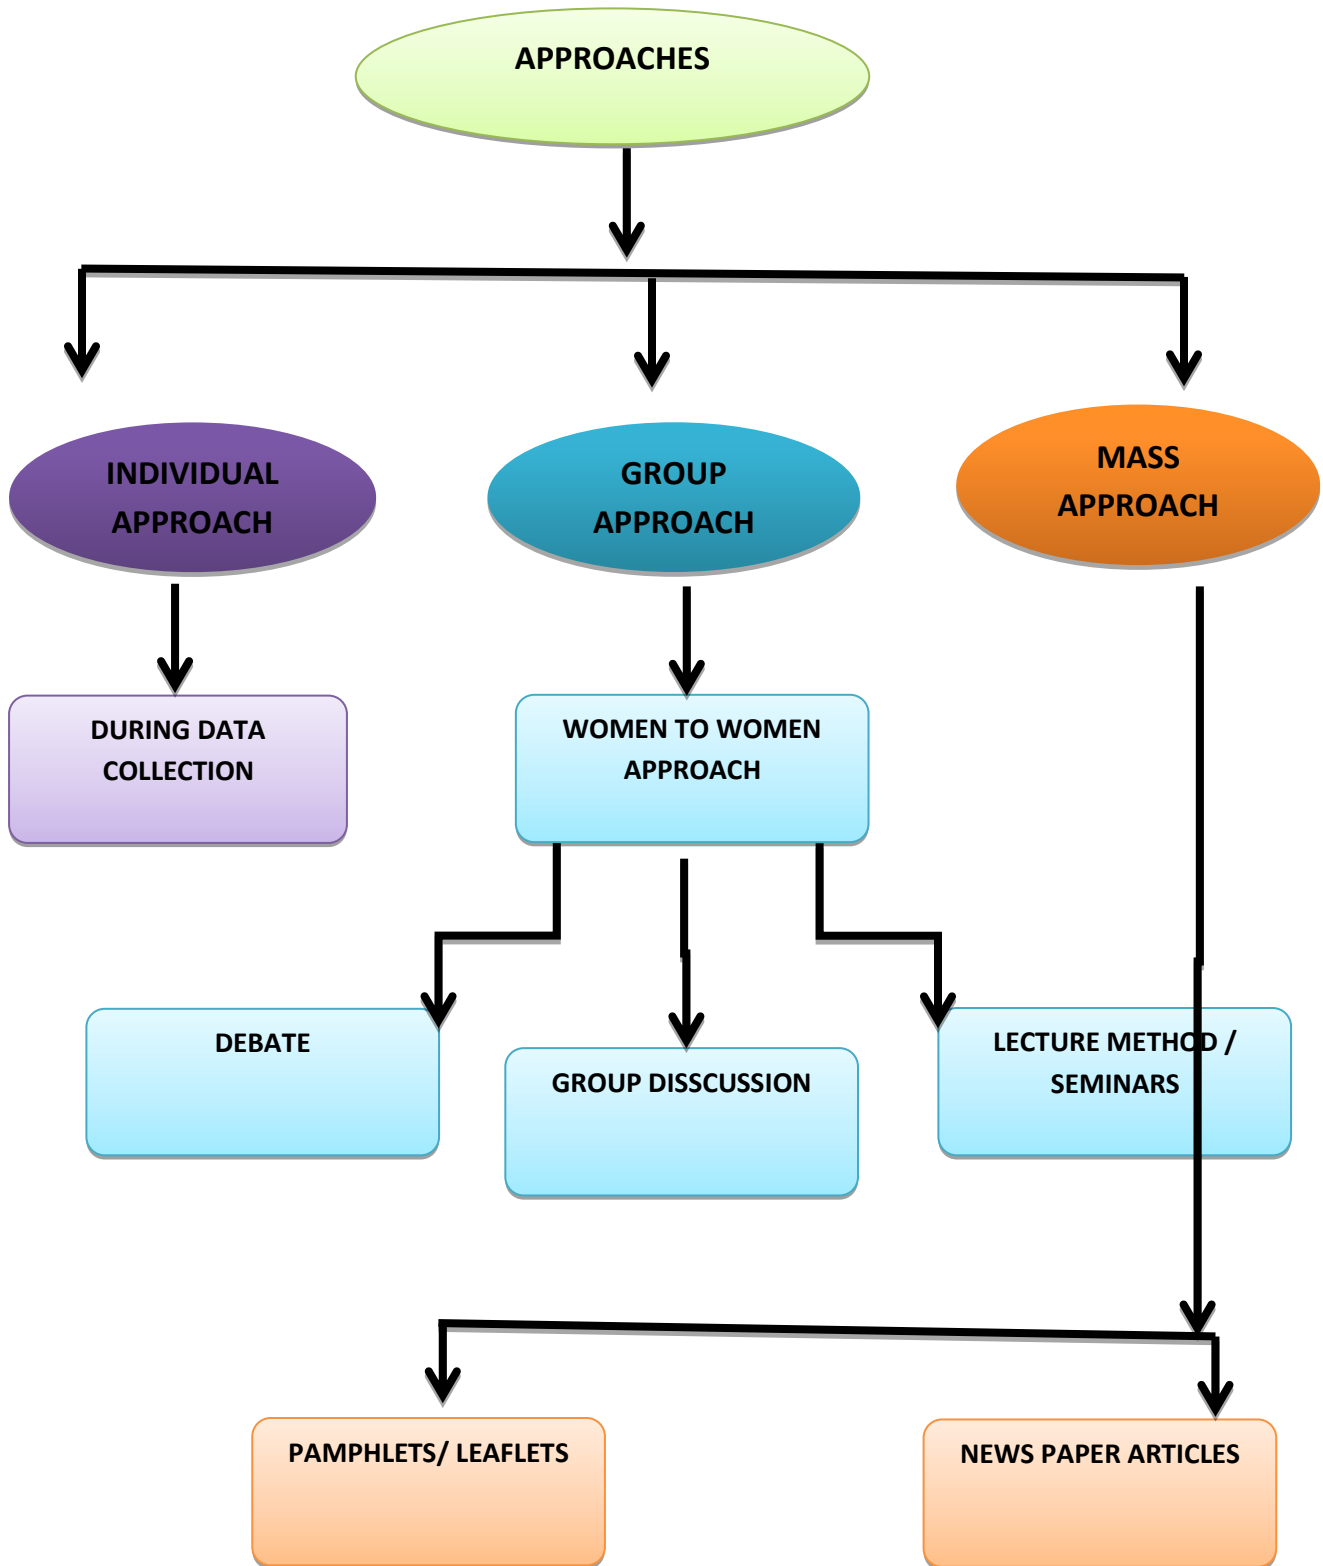 APPROACHES
INDIVIDUAL
APPROACH
GROUP
APPROACH
MASS
APPROACH
DURING DATA
COLLECTION
WOMEN TO WOMEN
APPROACH
DEBATE
GROUP DISSCUSSION
LECTURE METHOD /
SEMINARS
PAMPHLETS/ LEAFLETS
NEWS PAPER ARTICLES